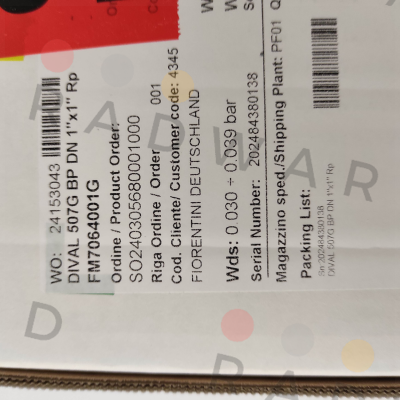 WO: 24153043
DIVAL 507G BP DN 1"x1" Rp
FM7064001G
Ordine / Product Order:
SO240305680001000
Riga Ordine / Order 001
Cod. Cliente/ Customer code: 4345
FIORENTINI DEUTSCHLAND
Wds: 0.030 ÷ 0.039 bar
Serial Number: 202484380138
Magazzino sped./Shipping Plant: PF01
Packing List:
Sn:202484380138
DIVAL 507G BP DN 1"x1" Rp
RADWAR